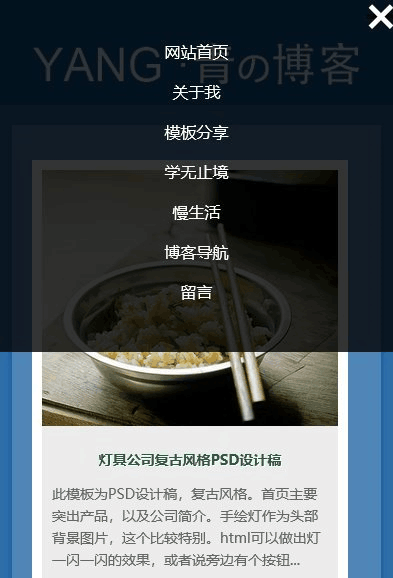 YANG·青の博客
网站首页
关于我
模板分享
学无止境
慢生活
博客导航
留言
灯具公司复古风格PSD设计稿
此模板为PSD设计稿，复古风格。首页主要
突出产品，以及公司简介。手绘灯作为头部
背景图片，这个比较特别。html可以做出灯
一闪一闪的效果，或者说旁边有个按钮...